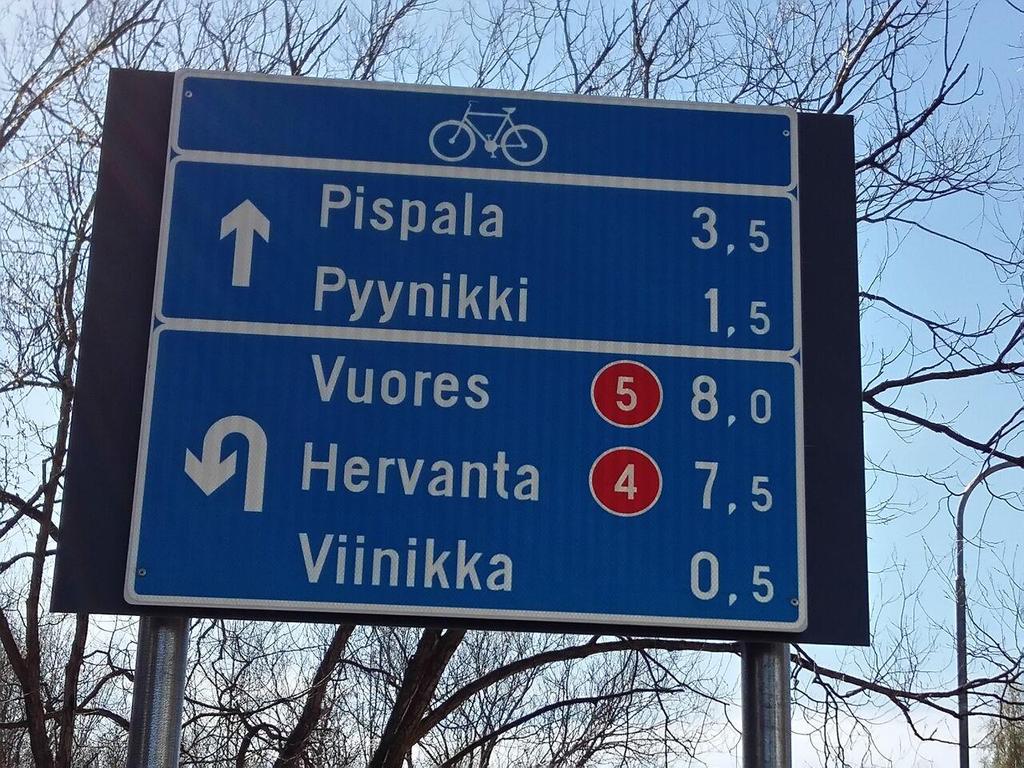 Pispala 3,5
Pyynikki 1,5
Vuores 5 8,0
Hervanta 4 7,5
Viinikka 0,5